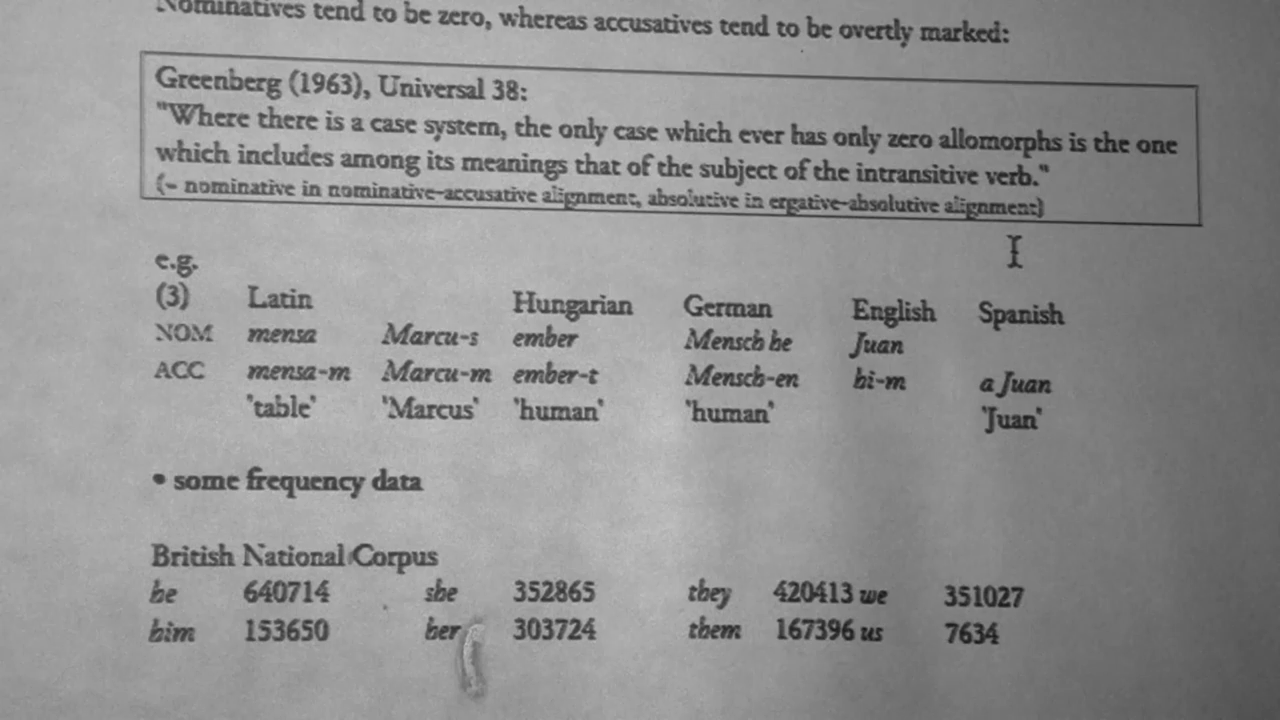 Nominatives tend to be zero, whereas accusatives tend to be overtly marked:
Greenberg (1963), Universal 38:
"Where there is a case system, the only case which ever has only zero allomorphs is the one
which includes among its meanings that of the subject of the intransitive verb."
(= nominative in nominative-accusative alignment, absolutive in ergative-absolutive alignment)
e.g.
(3) Latin Hungarian German English Spanish
NOM mensa Marcu-s ember Mensch he Juan
ACC mensa-m Marcu-m ember-t Mensch-en hi-m a Juan
'table' 'Marcus' 'human' 'human' 'Juan'
• some frequency data
British National Corpus
he 640714 she 352865 they 420413 we 351027
him 153650 her 303724 them 167396 us 7634